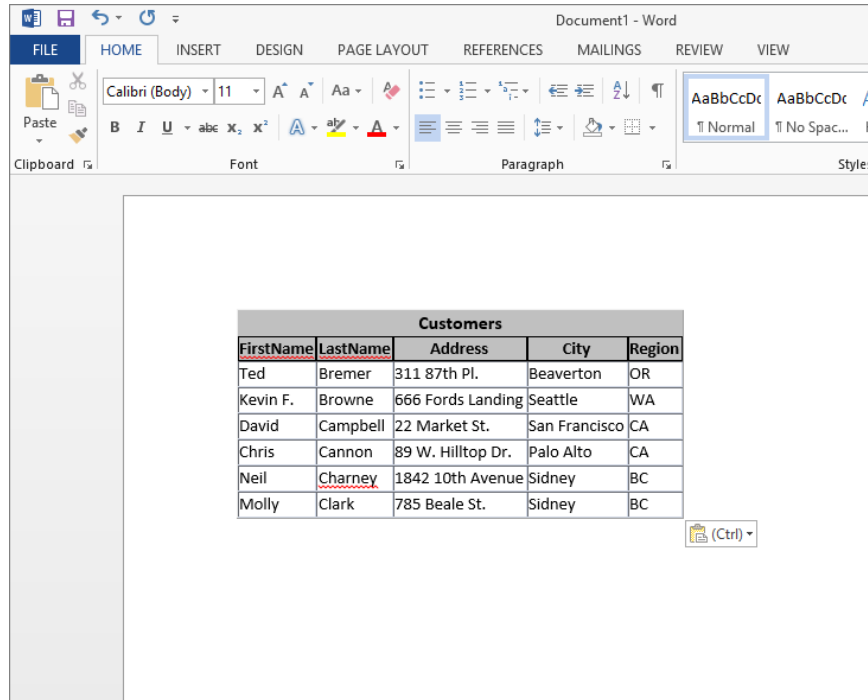 Document1 - Word
FILE HOME INSERT DESIGN PAGE LAYOUT REFERENCES MAILINGS REVIEW VIEW
Paste
Calibri (Body) 11 Aa
B I U abc X₂ X² A aby A
AaBbCcDc AaBbCcDc
¶ Normal ¶ No Spac...
Clipboard Font Paragraph Style
Customers
FirstName LastName Address City Region
Ted Bremer 311 87th Pl. Beaverton OR
Kevin F. Browne 666 Fords Landing Seattle WA
David Campbell 22 Market St. San Francisco CA
Chris Cannon 89 W. Hilltop Dr. Palo Alto CA
Neil Charney 1842 10th Avenue Sidney BC
Molly Clark 785 Beale St. Sidney BC
(Ctrl)